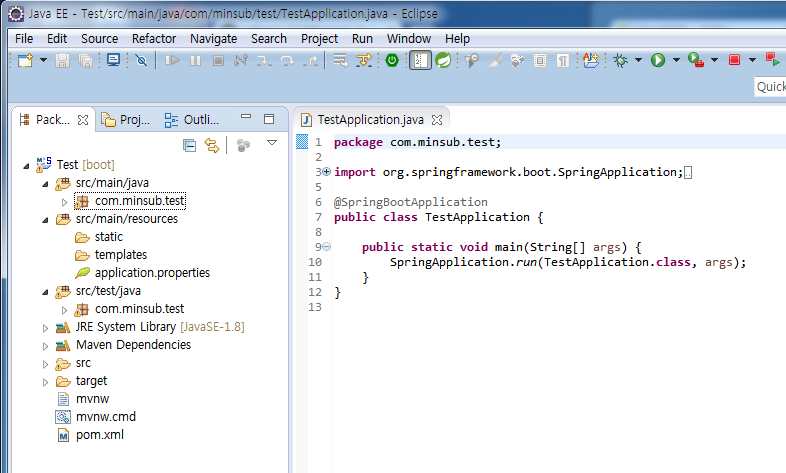 Java EE - Test/src/main/java/com/minsub/test/TestApplication.java - Eclipse
File Edit Source Refactor Navigate Search Project Run Window Help
Quick
Pack... Proj... Outli...
Test [boot]
src/main/java
com.minsub.test
src/main/resources
static
templates
application.properties
src/test/java
com.minsub.test
JRE System Library [JavaSE-1.8]
Maven Dependencies
src
target
mvnw
mvnw.cmd
pom.xml
TestApplication.java
1 package com.minsub.test;
2
3 import org.springframework.boot.SpringApplication;
5
6 @SpringBootApplication
7 public class TestApplication {
8
9 public static void main(String[] args) {
10 SpringApplication.run(TestApplication.class, args);
11 }
12 }
13